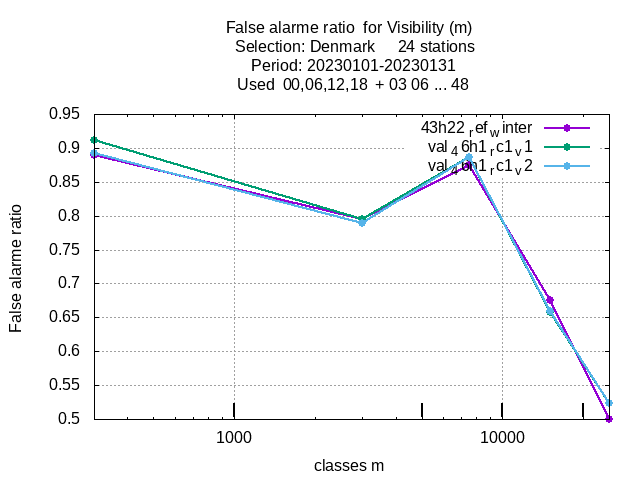 False alarme ratio for Visibility (m)
Selection: Denmark 24 stations
Period: 20230101-20230131
Used 00,06,12,18 + 03 06 ... 48
0.95
0.9
0.85
0.8
0.75
0.7
0.65
0.6
0.55
0.5
False alarme ratio
43h22_ref_winter
val_46h1_rc1_v1
val_46h1_rc1_v2
1000
10000
classes m